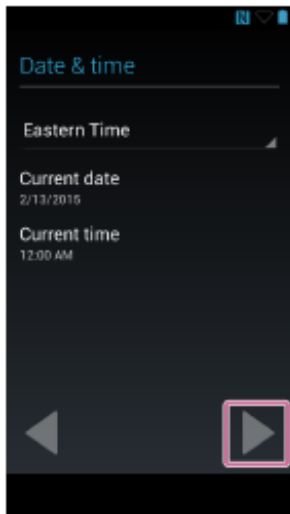 Date & time
Eastern Time
Current date
2/13/2015
Current time
12:00 AM